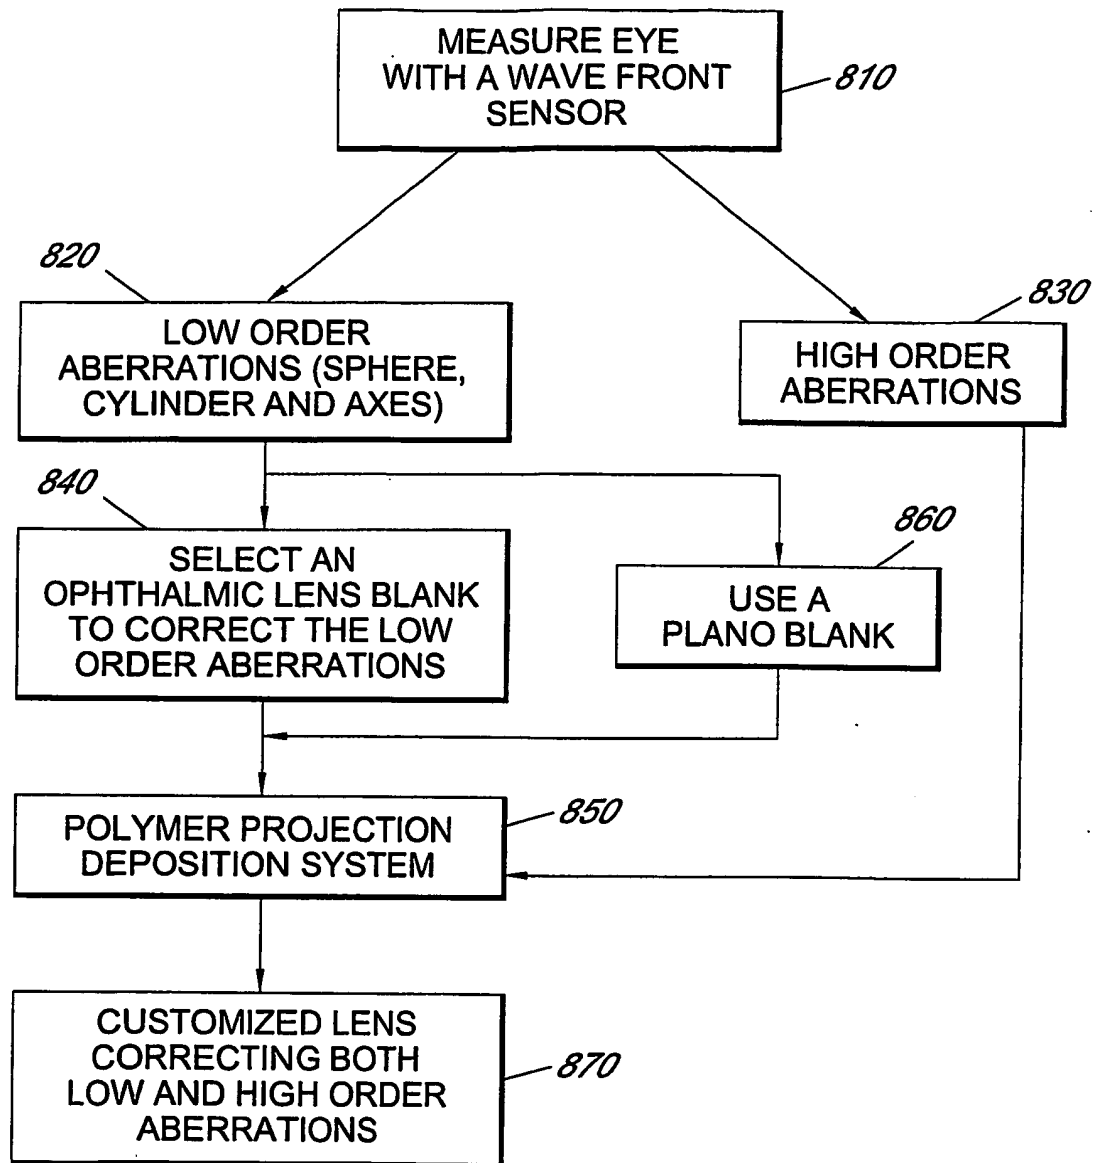 MEASURE EYE
WITH A WAVE FRONT
SENSOR
810
820
LOW ORDER
ABERRATIONS (SPHERE,
CYLINDER AND AXES)
830
HIGH ORDER
ABERRATIONS
840
SELECT AN
OPHTHALMIC LENS BLANK
TO CORRECT THE LOW
ORDER ABERRATIONS
860
USE A
PLANO BLANK
POLYMER PROJECTION
DEPOSITION SYSTEM
850
CUSTOMIZED LENS
CORRECTING BOTH
LOW AND HIGH ORDER
ABERRATIONS
870